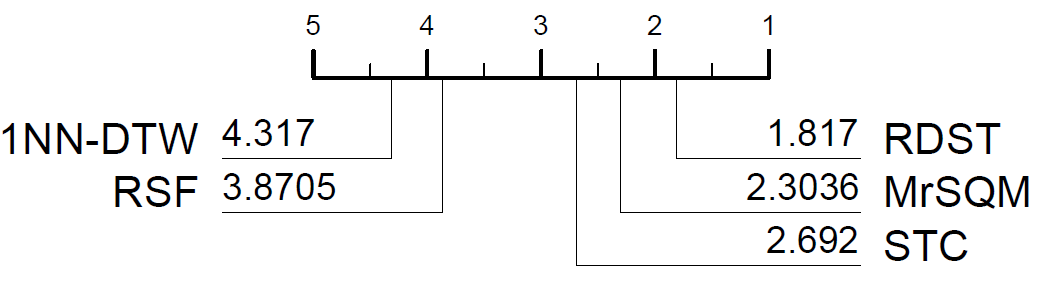 5 4 3 2 1
1NN-DTW 4.317 1.817 RDST
RSF 3.8705 2.3036 MrSQM
2.692 STC